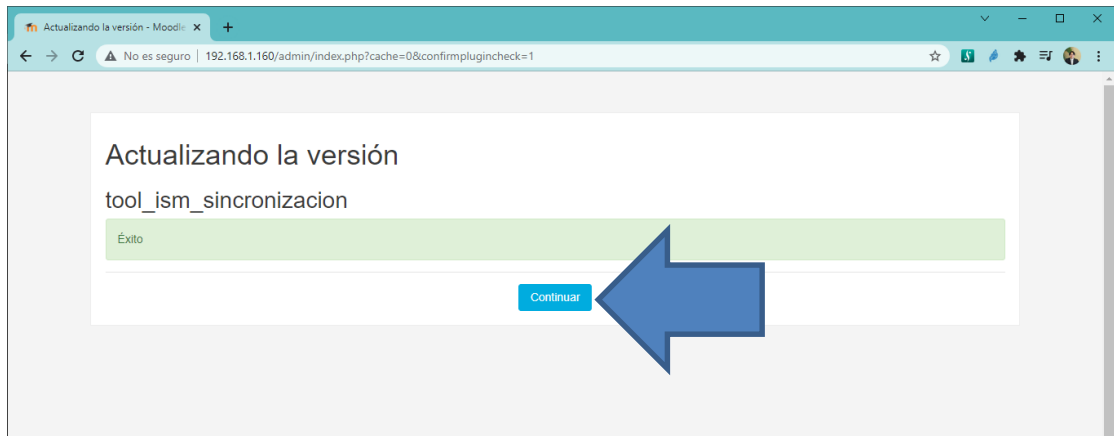 Actualizando la versión - Moodle
No es seguro | 192.168.1.160/admin/index.php?cache=0&confirmplugincheck=1
Actualizando la versión
tool_ism_sincronizacion
Éxito
Continuar